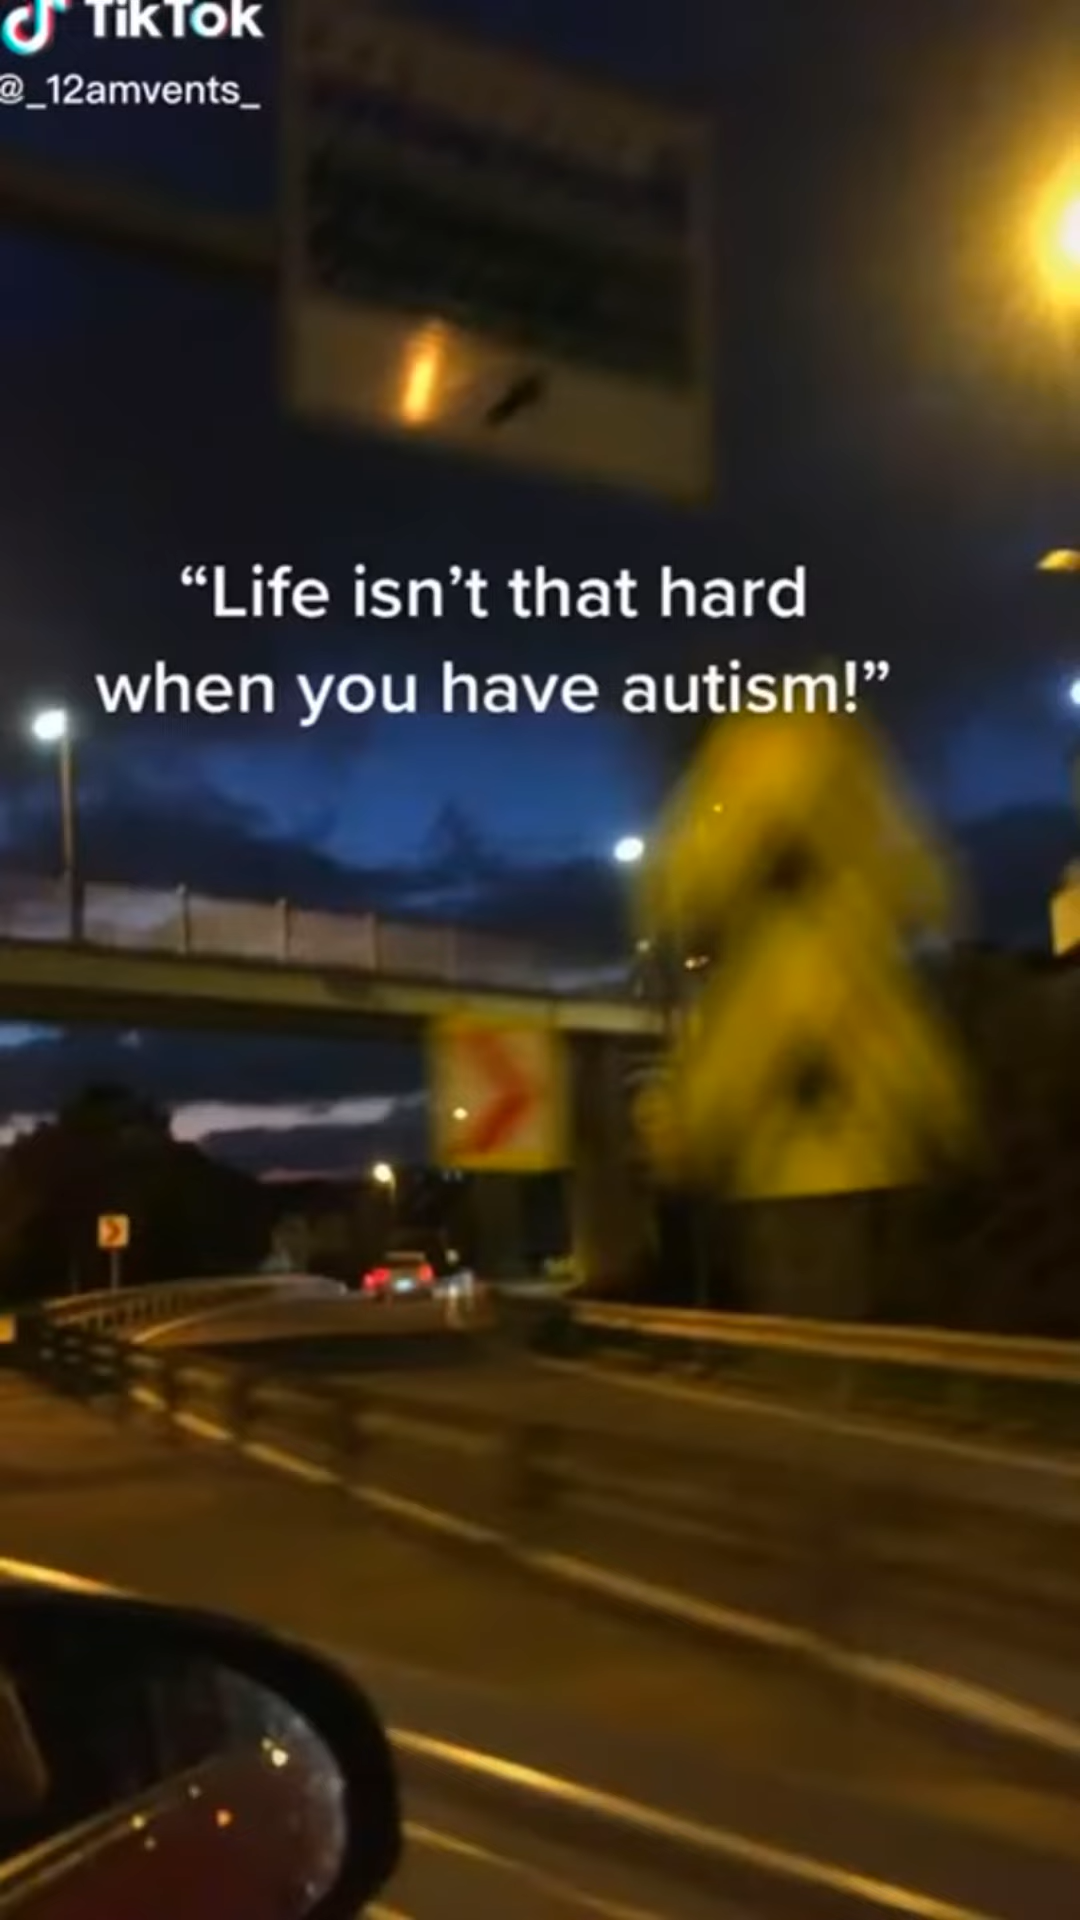 TikTok
@_12amvents_
“Life isn’t that hard
when you have autism!”